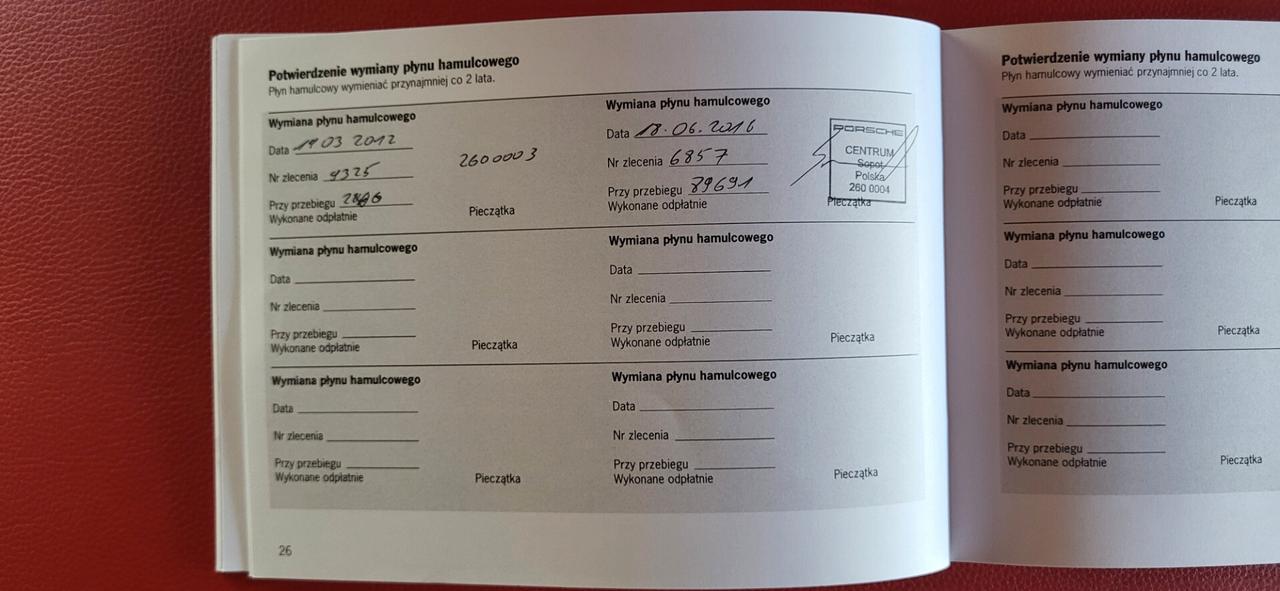 Potwierdzenie wymiany płynu hamulcowego
Płyn hamulcowy wymieniać przynajmniej co 2 lata.
Wymiana płynu hamulcowego
Data 19 03 2012
2600003
Nr zlecenia 9325
Przy przebiegu
Wykonane odpłatnie
Pieczątka
Wymiana płynu hamulcowego
Data 18.06.2016
Nr zlecenia 6857
Przy przebiegu 89691
Wykonane odpłatnie
PORSCHE
CENTRUM
Sopot
Polska
260 0004
Pieczątka
Wymiana płynu hamulcowego
Data
Nr zlecenia
Przy przebiegu
Wykonane odpłatnie
Pieczątka
Wymiana płynu hamulcowego
Data
Nr zlecenia
Przy przebiegu
Wykonane odpłatnie
Pieczątka
Wymiana płynu hamulcowego
Data
Nr zlecenia
Przy przebiegu
Wykonane odpłatnie
Pieczątka
Wymiana płynu hamulcowego
Data
Nr zlecenia
Przy przebiegu
Wykonane odpłatnie
Pieczątka
26
Potwierdzenie wymiany płynu hamulcowego
Płyn hamulcowy wymieniać przynajmniej co 2 lata.
Wymiana płynu hamulcowego
Data
Nr zlecenia
Przy przebiegu
Wykonane odpłatnie
Pieczątka
Wymiana płynu hamulcowego
Data
Nr zlecenia
Przy przebiegu
Wykonane odpłatnie
Pieczątka
Wymiana płynu hamulcowego
Data
Nr zlecenia
Przy przebiegu
Wykonane odpłatnie
Pieczątka